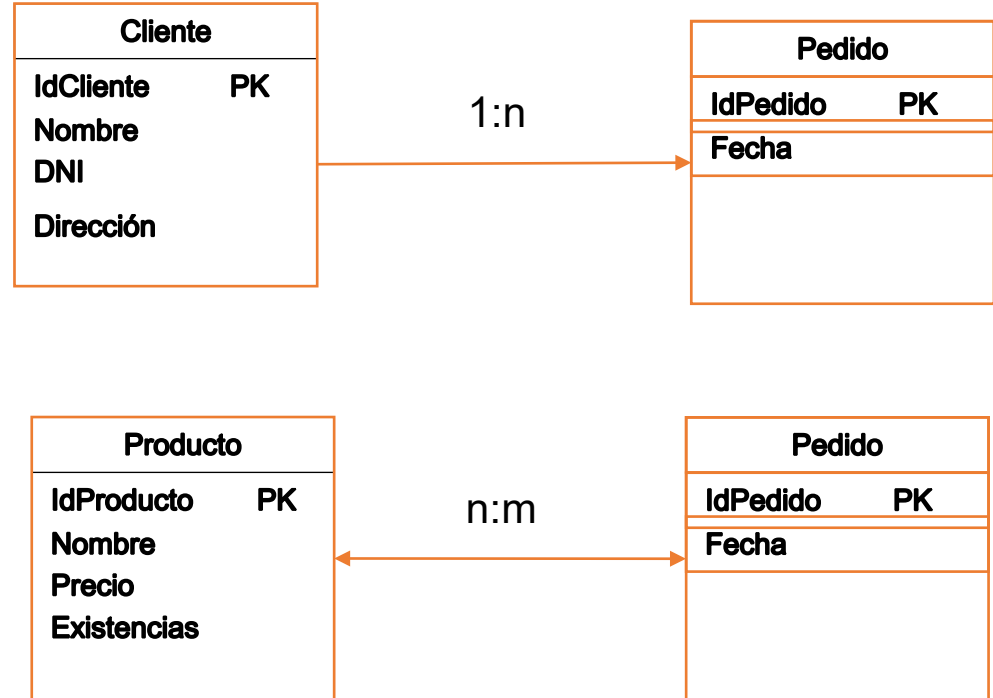 Cliente
IdCliente PK
Nombre
DNI
Dirección
1:n
Pedido
IdPedido PK
Fecha
Producto
IdProducto PK
Nombre
Precio
Existencias
n:m
Pedido
IdPedido PK
Fecha